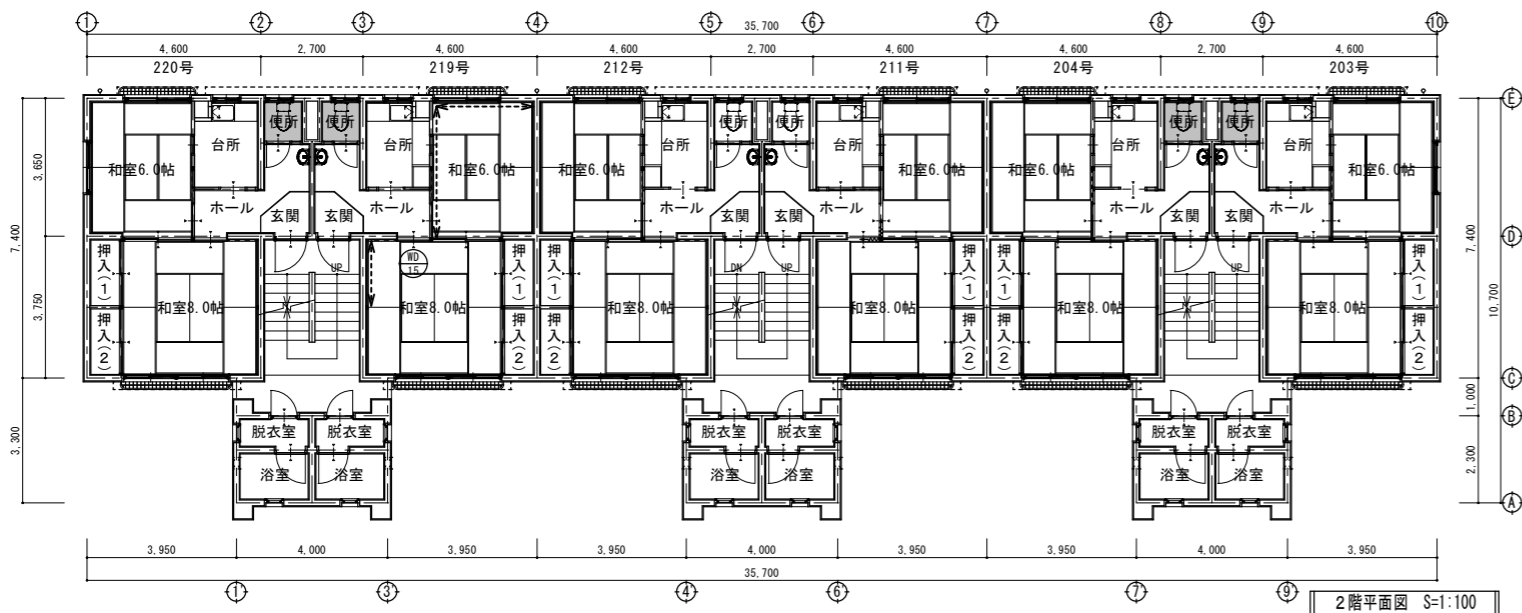 1 2 3 4 5 6 7 8 9 10
35,700
4,600 2,700 4,600 4,600 2,700 4,600 4,600 2,700 4,600
220号 219号 212号 211号 204号 203号
E
便所 便所 便所 便所 便所 便所
台所 台所 台所 台所 台所 台所
3,650
和室6.0帖 和室6.0帖 和室6.0帖 和室6.0帖 和室6.0帖 和室6.0帖
ホール 玄関 玄関 ホール ホール 玄関 玄関 ホール ホール 玄関 玄関 ホール
7,400 D 7,400
押入(1) WD 15 押入(1) 押入(1) 押入(1) 押入(1) 押入(1)
UP DN UP UP
3,750 10,700
和室8.0帖 和室8.0帖 和室8.0帖 和室8.0帖 和室8.0帖 和室8.0帖
押入(2) 押入(2) 押入(2) 押入(2) 押入(2) 押入(2)
C
1,000
B
脱衣室 脱衣室 脱衣室 脱衣室 脱衣室 脱衣室
3,300 2,300
浴室 浴室 浴室 浴室 浴室 浴室
A
3,950 4,000 3,950 3,950 4,000 3,950 3,950 4,000 3,950
35,700
1' 3' 4' 6' 7' 9'
2階平面図 S=1:100